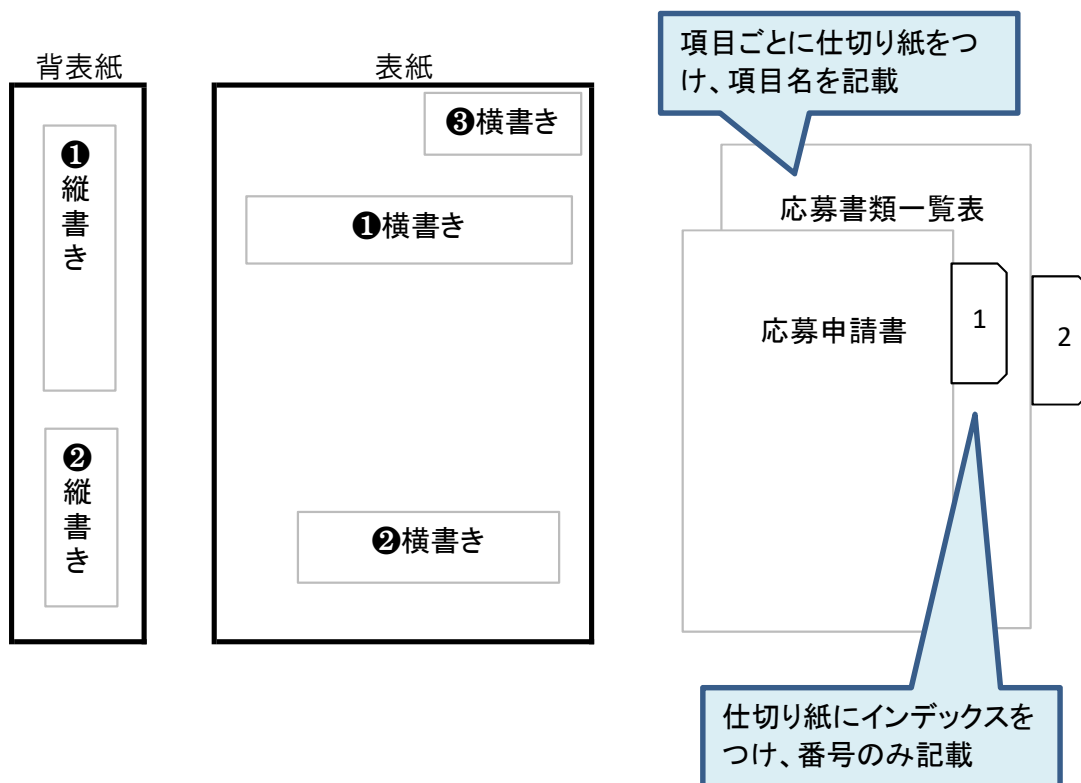 背表紙
❶縦書き
❷縦書き
表紙
❸横書き
❶横書き
❷横書き
項目ごとに仕切り紙をつ
け、項目名を記載
応募書類一覧表
応募申請書
1
2
仕切り紙にインデックスを
つけ、番号のみ記載